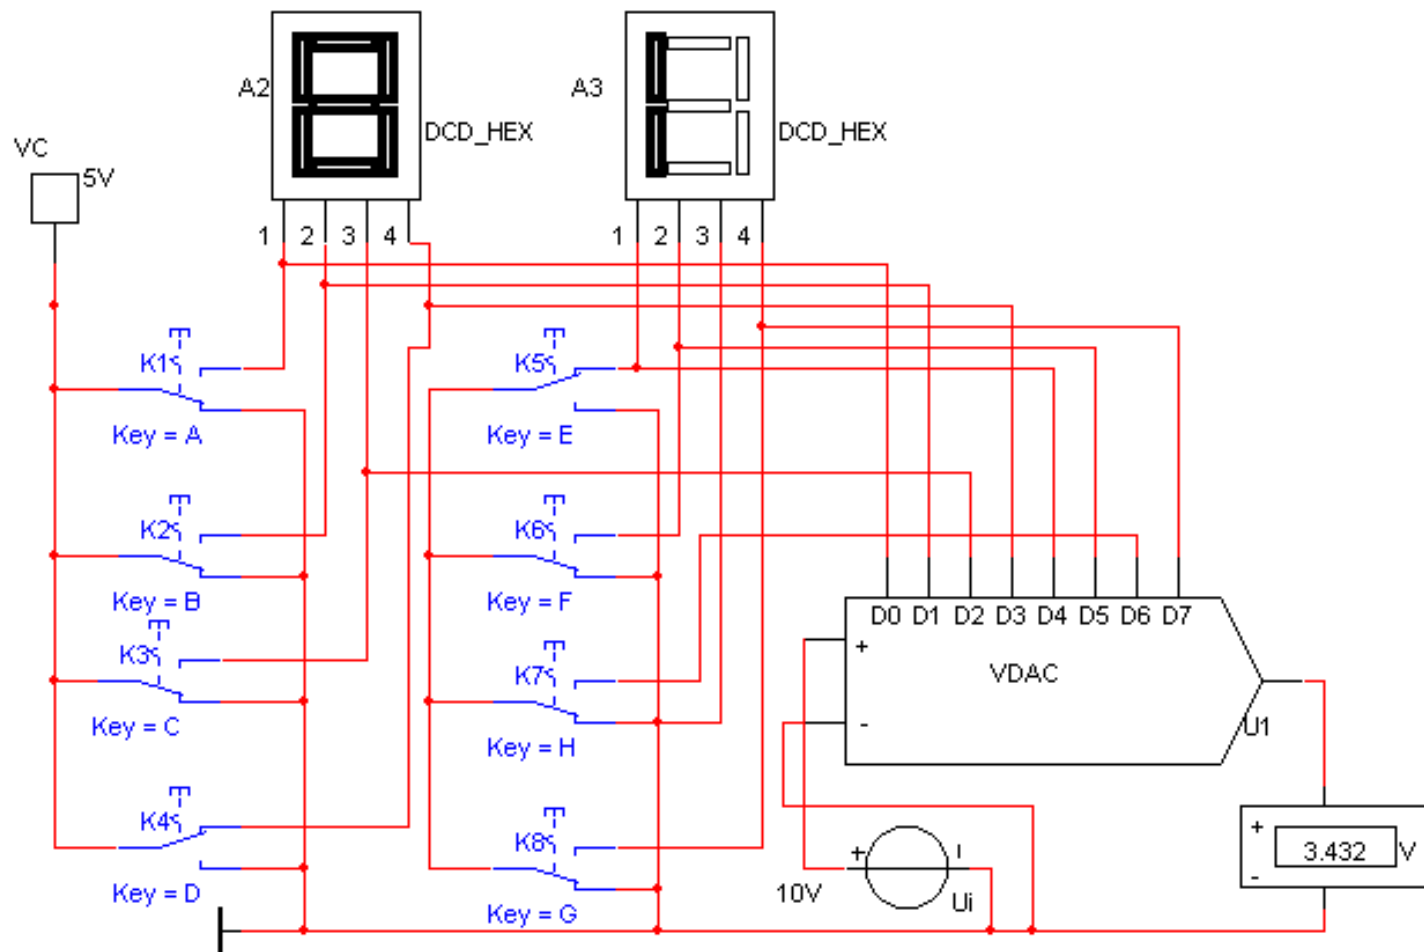 A2
DCD_HEX
1 2 3 4
A3
DCD_HEX
1 2 3 4
VC
5V
K1
Key = A
K2
Key = B
K3
Key = C
K4
Key = D
K5
Key = E
K6
Key = F
K7
Key = H
K8
Key = G
D0 D1 D2 D3 D4 D5 D6 D7
+
VDAC
-
U1
+
10V
Ui
+
3.432 V
-